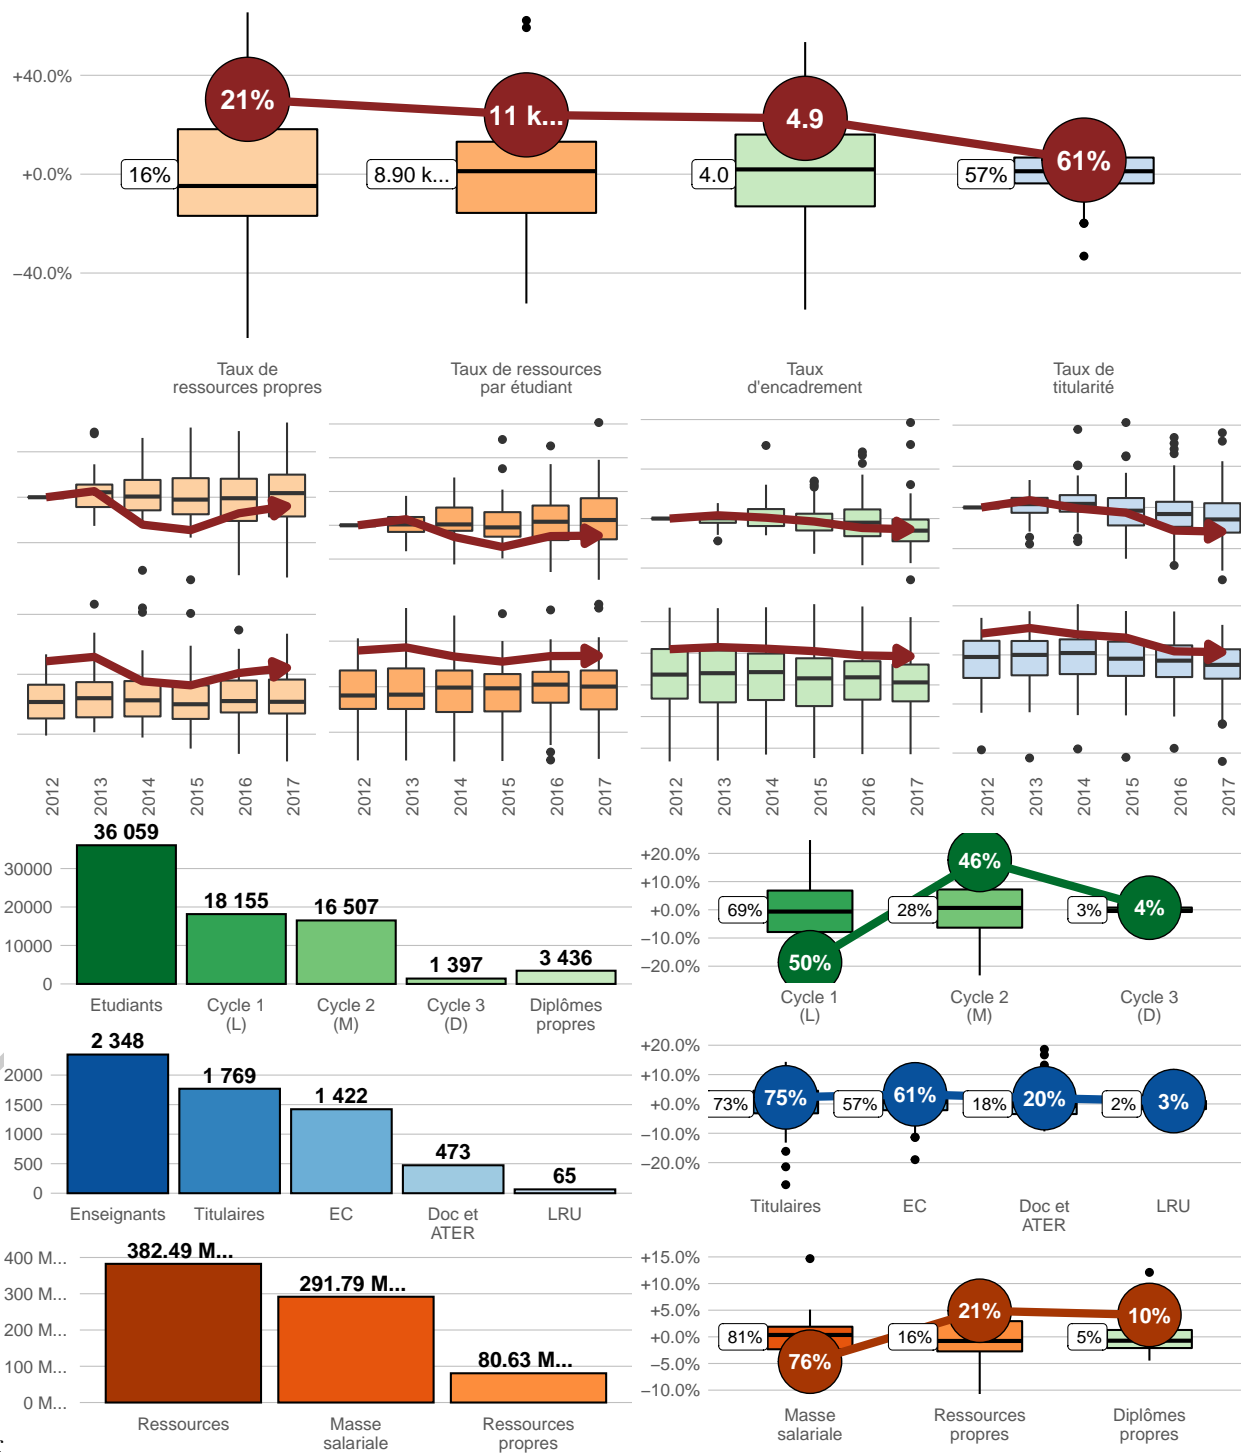 +40.0%
+0.0%
−40.0%
21%
11 k...
4.9
61%
16%
8.90 k...
4.0
57%
Taux de
ressources propres
Taux de ressources
par étudiant
Taux
d'encadrement
Taux de
titularité
2012 2013 2014 2015 2016 2017
2012 2013 2014 2015 2016 2017
2012 2013 2014 2015 2016 2017
2012 2013 2014 2015 2016 2017
36 059
18 155
16 507
1 397
3 436
30000
20000
10000
0
Etudiants
Cycle 1
(L)
Cycle 2
(M)
Cycle 3
(D)
Diplômes
propres
+20.0%
+10.0%
+0.0%
−10.0%
−20.0%
69%
50%
28%
46%
3%
4%
Cycle 1
(L)
Cycle 2
(M)
Cycle 3
(D)
2 348
1 769
1 422
473
65
2000
1500
1000
500
0
Enseignants
Titulaires
EC
Doc et
ATER
LRU
+20.0%
+10.0%
+0.0%
−10.0%
−20.0%
73%
75%
57%
61%
18%
20%
2%
3%
Titulaires
EC
Doc et
ATER
LRU
382.49 M...
291.79 M...
80.63 M...
400 M...
300 M...
200 M...
100 M...
0 M...
Ressources
Masse
salariale
Ressources
propres
+15.0%
+10.0%
+5.0%
+0.0%
−5.0%
−10.0%
81%
76%
16%
21%
5%
10%
Masse
salariale
Ressources
propres
Diplômes
propres